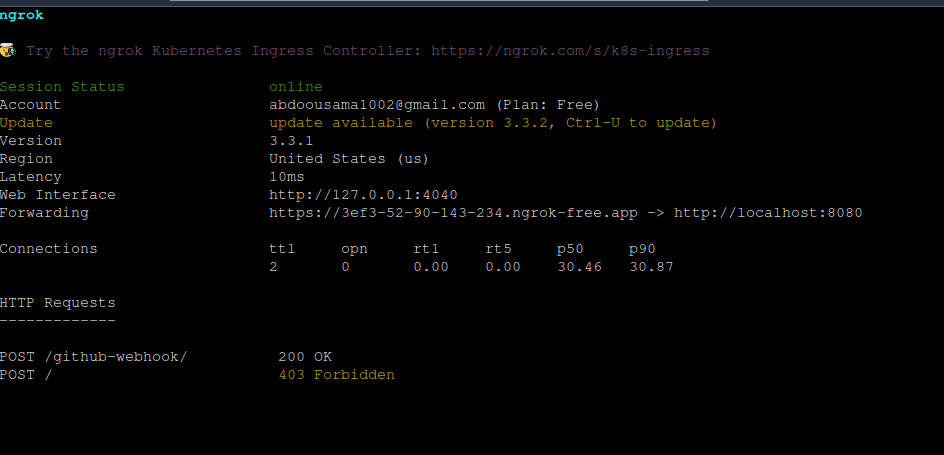 ngrok
Try the ngrok Kubernetes Ingress Controller: https://ngrok.com/s/k8s-ingress
Session Status online
Account abdoousama1002@gmail.com (Plan: Free)
Update update available (version 3.3.2, Ctrl-U to update)
Version 3.3.1
Region United States (us)
Latency 10ms
Web Interface http://127.0.0.1:4040
Forwarding https://3ef3-52-90-143-234.ngrok-free.app -> http://localhost:8080
Connections ttl opn rt1 rt5 p50 p90
2 0 0.00 0.00 30.46 30.87
HTTP Requests
-------------
POST /github-webhook/ 200 OK
POST / 403 Forbidden